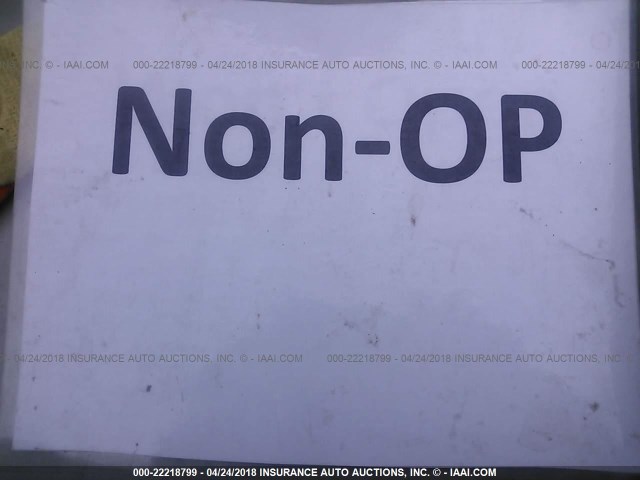 - IAAI.COM 000-22218799 - 04/24/2018 INSURANCE AUTO AUCTIONS, INC. © - IAAI.COM 000-22218799 - 04/24/2018
Non-OP
04/24/2018 INSURANCE AUTO AUCTIONS, INC. © - IAAI.COM 000-22218799 - 04/24/2018 INSURANCE AUTO AUCTIONS, INC. © -
000-22218799 - 04/24/2018 INSURANCE AUTO AUCTIONS, INC. © - IAAI.COM